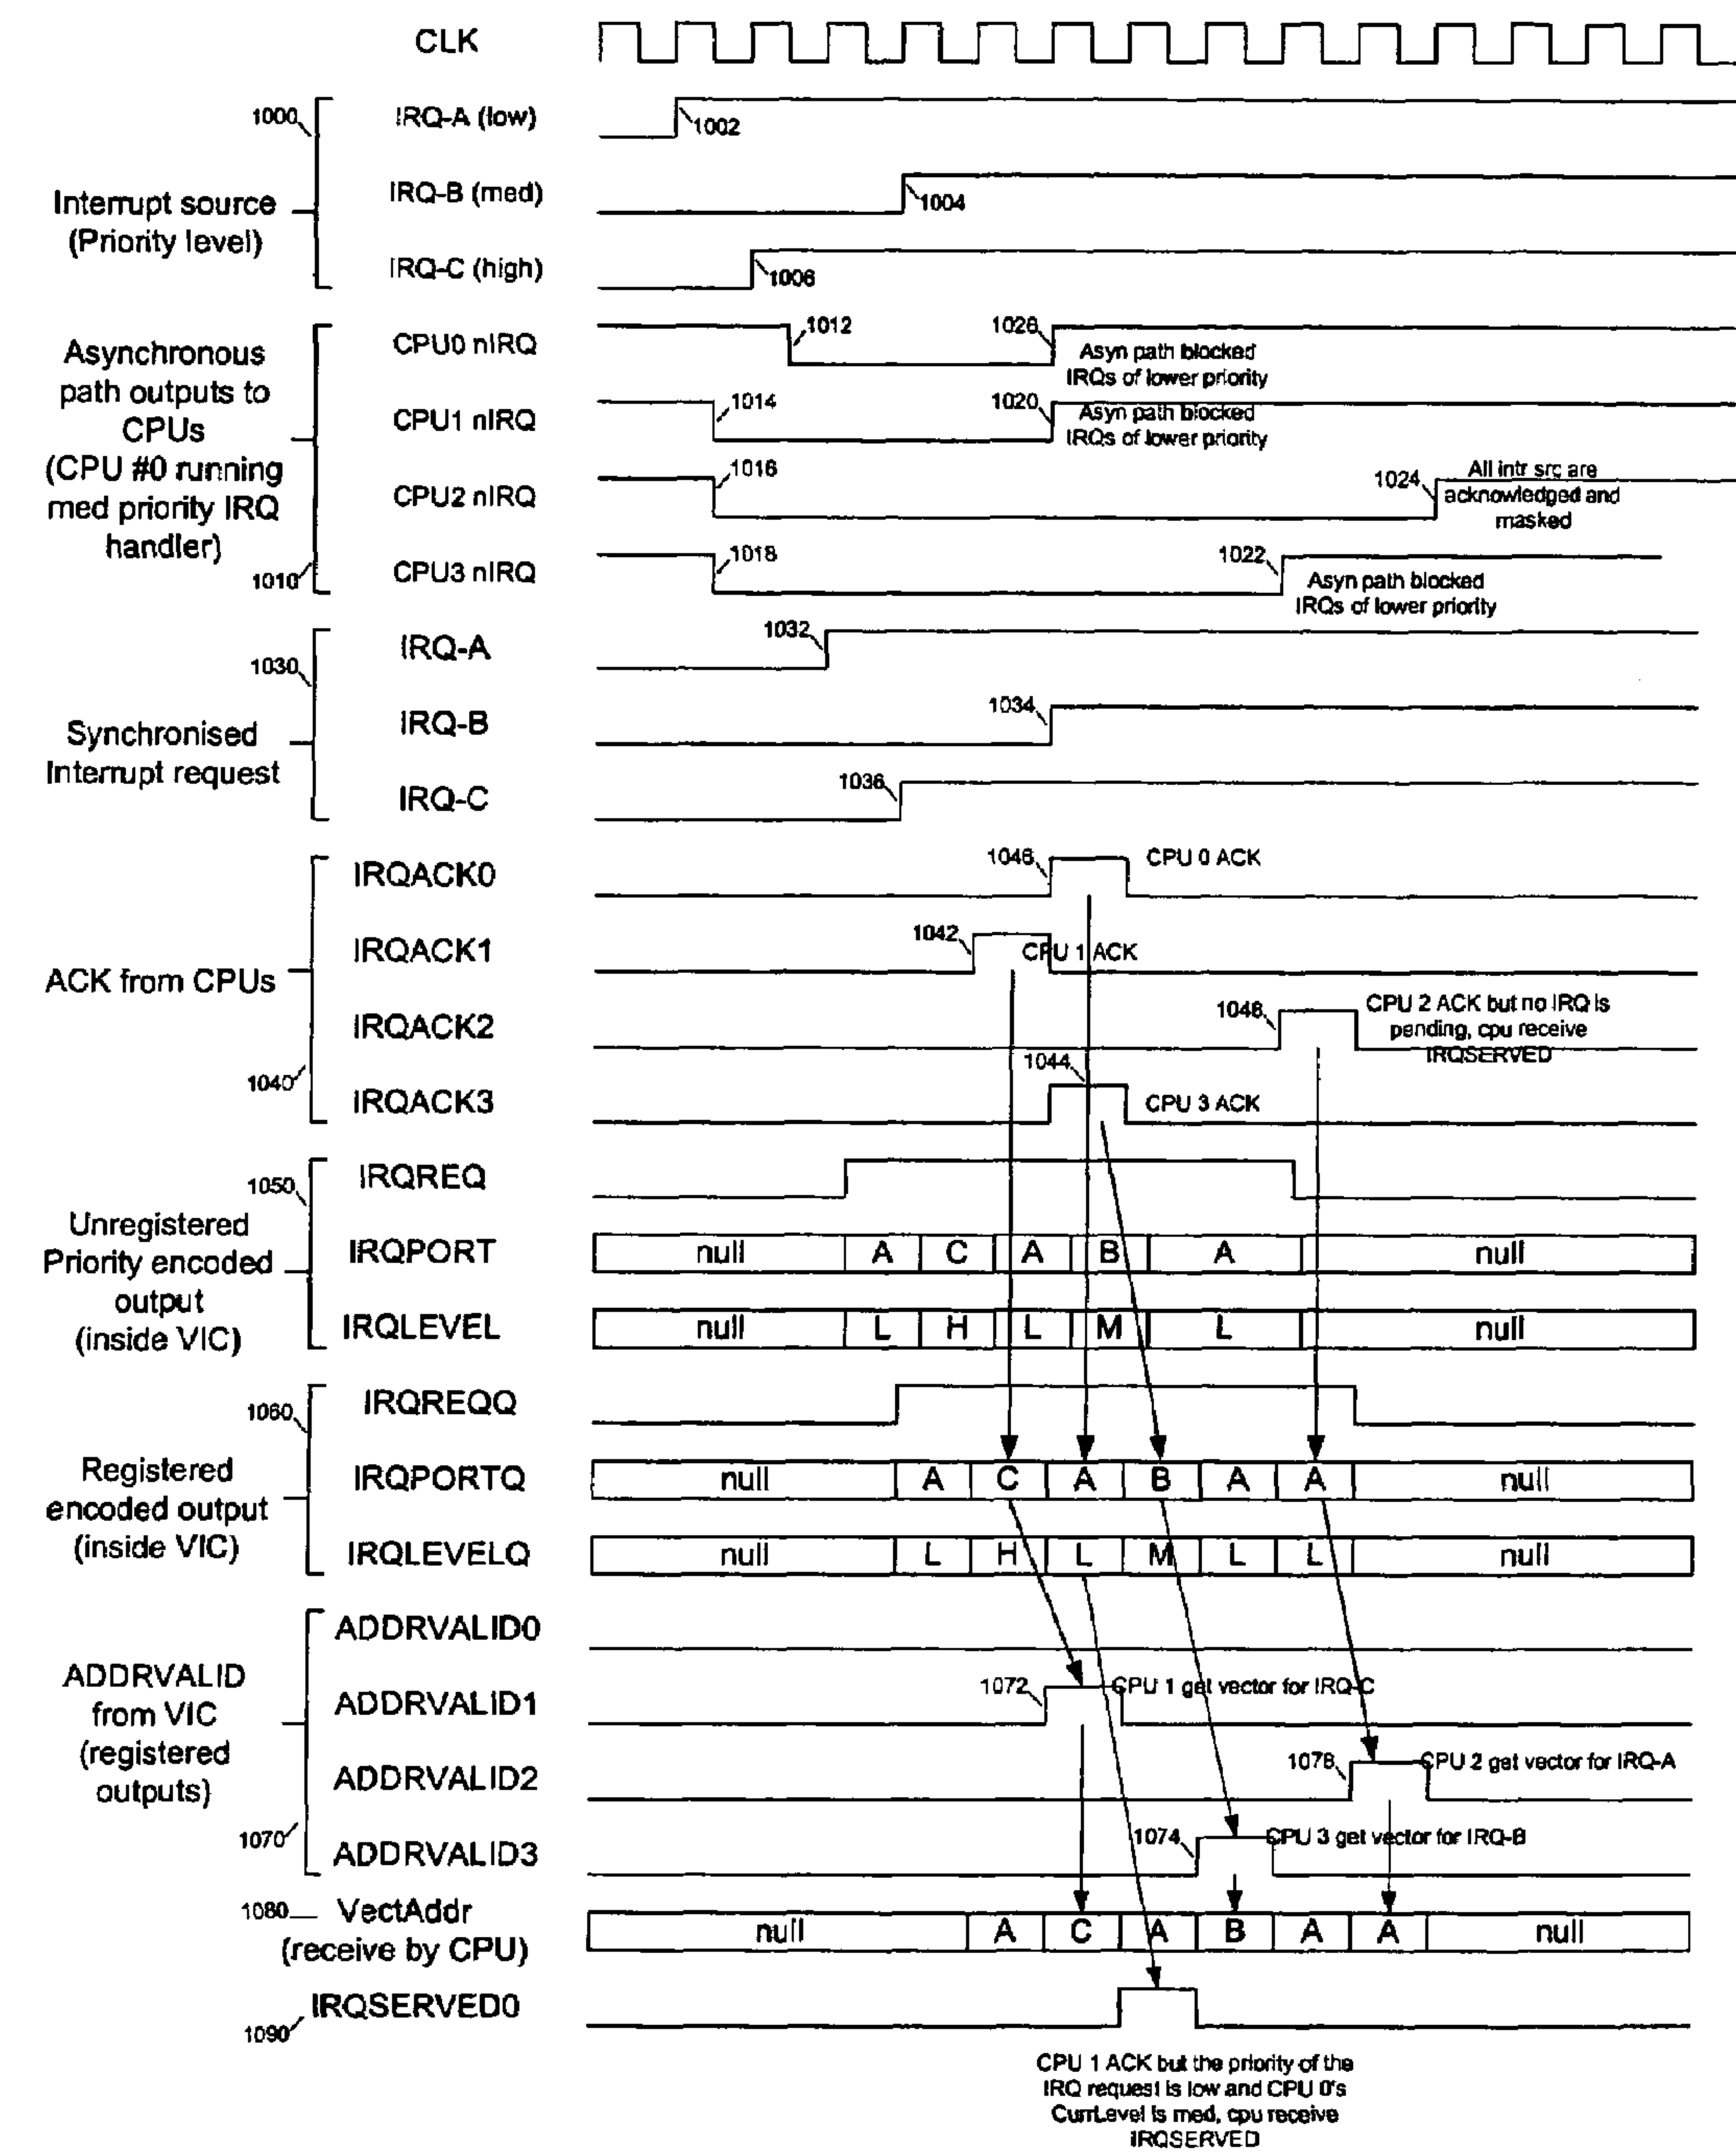 CLK
1000
IRQ-A (low)
1002
Interrupt source
(Priority level)
IRQ-B (med)
1004
IRQ-C (high)
1006
Asynchronous
path outputs to
CPUs
(CPU #0 running
med priority IRQ
handler)
1010
CPU0 nIRQ
1012
1026
Asyn path blocked
IRQs of lower priority
CPU1 nIRQ
1014
1020
Asyn path blocked
IRQs of lower priority
CPU2 nIRQ
1016
1024
All intr src are
acknowledged and
masked
CPU3 nIRQ
1018
1022
Asyn path blocked
IRQs of lower priority
1030
Synchronised
Interrupt request
IRQ-A
1032
IRQ-B
1034
IRQ-C
1036
ACK from CPUs
1040
IRQACK0
1046
CPU 0 ACK
IRQACK1
1042
CPU 1 ACK
IRQACK2
1048
CPU 2 ACK but no IRQ is
pending, cpu receive
IRQSERVED
IRQACK3
1044
CPU 3 ACK
1050
Unregistered
Priority encoded
output
(inside VIC)
IRQREQ
IRQPORT
null A C A B A null
IRQLEVEL
null L H L M L null
1060
Registered
encoded output
(inside VIC)
IRQREQQ
IRQPORTQ
null A C A B A A null
IRQLEVELQ
null L H L M L L null
ADDRVALID
from VIC
(registered
outputs)
1070
ADDRVALID0
ADDRVALID1
1072
CPU 1 get vector for IRQ-C
ADDRVALID2
1076
CPU 2 get vector for IRQ-A
ADDRVALID3
1074
CPU 3 get vector for IRQ-B
1080
VectAddr
(receive by CPU)
null A C A B A A null
IRQSERVED0
1090
CPU 1 ACK but the priority of the
IRQ request is low and CPU 0's
CurrLevel is med, cpu receive
IRQSERVED